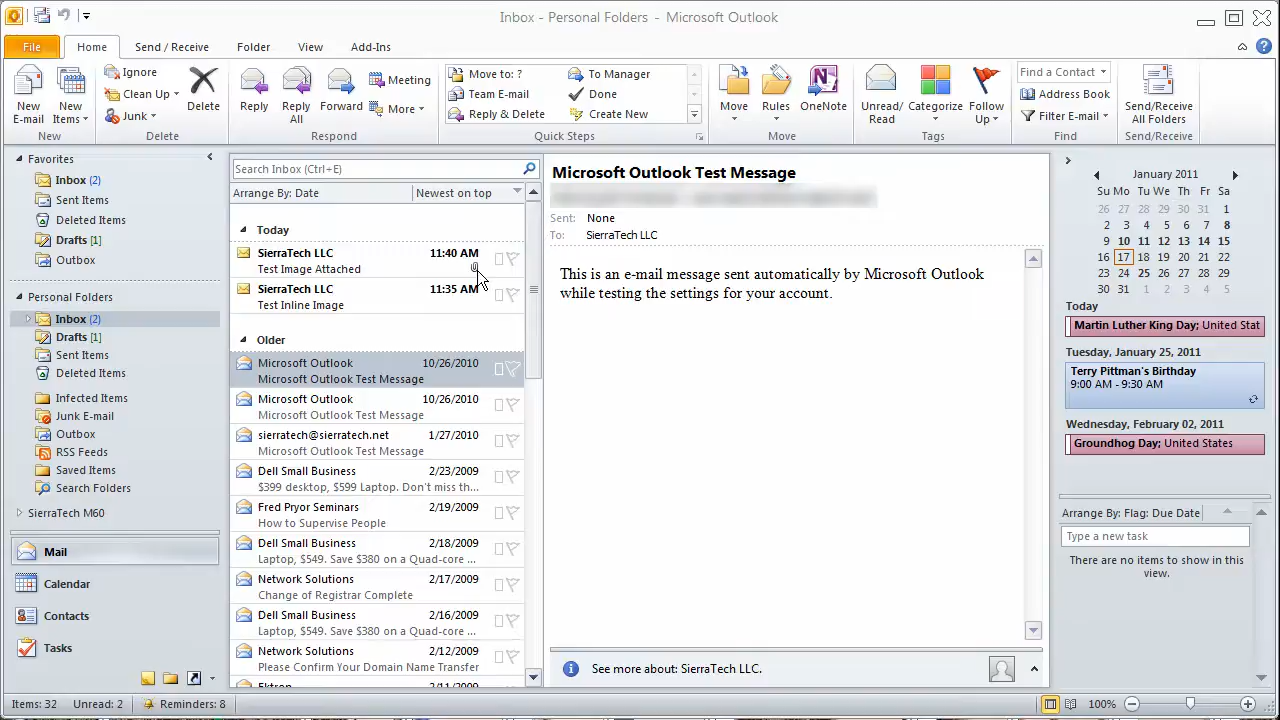 Inbox - Personal Folders - Microsoft Outlook
File Home Send / Receive Folder View Add-Ins
New E-mail
New Items
New
Ignore
Clean Up
Junk
Delete
Delete
Reply
Reply All
Forward
Meeting
More
Respond
Move to: ?
Team E-mail
Reply & Delete
To Manager
Done
Create New
Quick Steps
Move
Rules
OneNote
Move
Unread/ Read
Categorize
Follow Up
Tags
Find a Contact
Address Book
Filter E-mail
Find
Send/Receive All Folders
Send/Receive
Favorites
Inbox (2)
Sent Items
Deleted Items
Drafts [1]
Outbox
Personal Folders
Inbox (2)
Drafts [1]
Sent Items
Deleted Items
Infected Items
Junk E-mail
Outbox
RSS Feeds
Saved Items
Search Folders
SierraTech M60
Mail
Calendar
Contacts
Tasks
Search Inbox (Ctrl+E)
Arrange By: Date Newest on top
Today
SierraTech LLC 11:40 AM
Test Image Attached
SierraTech LLC 11:35 AM
Test Inline Image
Older
Microsoft Outlook 10/26/2010
Microsoft Outlook Test Message
Microsoft Outlook 10/26/2010
Microsoft Outlook Test Message
sierratech@sierratech.net 1/27/2010
Microsoft Outlook Test Message
Dell Small Business 2/23/2009
$399 desktop, $599 Laptop. Don't miss th...
Fred Pryor Seminars 2/19/2009
How to Supervise People
Dell Small Business 2/18/2009
Laptop, $549. Save $380 on a Quad-core ...
Network Solutions 2/17/2009
Change of Registrar Complete
Dell Small Business 2/16/2009
Laptop, $549. Save $380 on a Quad-core ...
Network Solutions 2/12/2009
Please Confirm Your Domain Name Transfer
Ektron 2/11/2009
Microsoft Outlook Test Message
Sent: None
To: SierraTech LLC
This is an e-mail message sent automatically by Microsoft Outlook
while testing the settings for your account.
See more about: SierraTech LLC.
January 2011
Su Mo Tu We Th Fr Sa
26 27 28 29 30 31 1
2 3 4 5 6 7 8
9 10 11 12 13 14 15
16 17 18 19 20 21 22
23 24 25 26 27 28 29
30 31 1 2 3 4 5
Today
Martin Luther King Day; United Stat
Tuesday, January 25, 2011
Terry Pittman's Birthday
9:00 AM - 9:30 AM
Wednesday, February 02, 2011
Groundhog Day; United States
Arrange By: Flag: Due Date
Type a new task
There are no items to show in this
view.
Items: 32 Unread: 2 Reminders: 8 100%